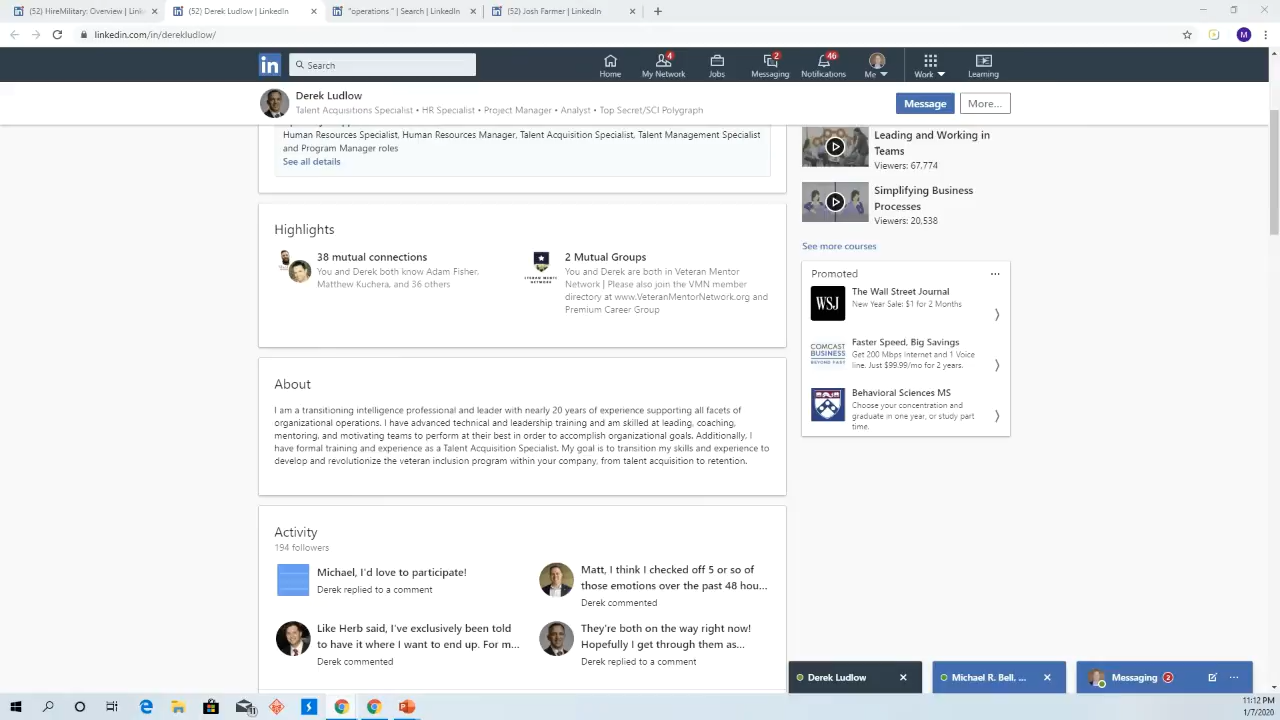 (52) HireMilitary: Overview | Linke
(52) Derek Ludlow | LinkedIn
"operations " | Search | LinkedIn
(52) Josh Farmer | LinkedIn
linkedin.com/in/derekludlow/
M
in
Search
4
2
46
Home
My Network
Jobs
Messaging
Notifications
Me
Work
Learning
Derek Ludlow
Talent Acquisitions Specialist • HR Specialist • Project Manager • Analyst • Top Secret/SCI Polygraph
Message
More...
Human Resources Specialist, Human Resources Manager, Talent Acquisition Specialist, Talent Management Specialist
and Program Manager roles
See all details
Highlights
38 mutual connections
You and Derek both know Adam Fisher,
Matthew Kuchera, and 36 others
2 Mutual Groups
You and Derek are both in Veteran Mentor
Network | Please also join the VMN member
directory at www.VeteranMentorNetwork.org and
Premium Career Group
About
I am a transitioning intelligence professional and leader with nearly 20 years of experience supporting all facets of
organizational operations. I have advanced technical and leadership training and am skilled at leading, coaching,
mentoring, and motivating teams to perform at their best in order to accomplish organizational goals. Additionally, I
have formal training and experience as a Talent Acquisition Specialist. My goal is to transition my skills and experience to
develop and revolutionize the veteran inclusion program within your company, from talent acquisition to retention.
Activity
194 followers
Michael, I'd love to participate!
Derek replied to a comment
Matt, I think I checked off 5 or so of
those emotions over the past 48 hou...
Derek commented
Like Herb said, I've exclusively been told
to have it where I want to end up. For m...
Derek commented
They're both on the way right now!
Hopefully I get through them as...
Derek replied to a comment
Leading and Working in
Teams
Viewers: 67,774
Simplifying Business
Processes
Viewers: 20,538
See more courses
Promoted
WSJ
The Wall Street Journal
New Year Sale: $1 for 2 Months
COMCAST
BUSINESS
BEYOND FAST
Faster Speed, Big Savings
Get 200 Mbps Internet and 1 Voice
line. Just $99.99/mo for 2 years.
Behavioral Sciences MS
Choose your concentration and
graduate in one year, or study part
time.
Derek Ludlow
Michael R. Bell, ...
Messaging
2
11:12 PM
1/7/2020